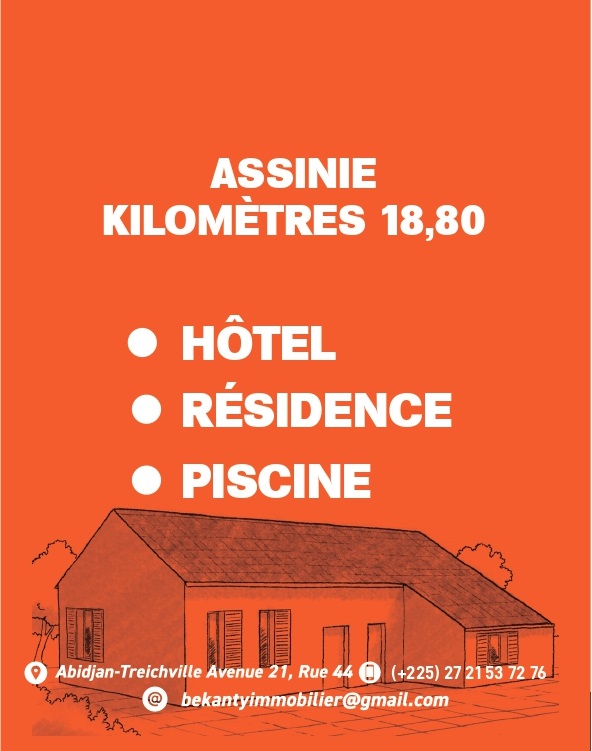 ASSINIE
KILOMÈTRES 18,80
● HÔTEL
● RÉSIDENCE
● PISCINE
Abidjan-Treichville Avenue 21, Rue 44 (+225) 27 21 53 72 76
@ bekantyimmobilier@gmail.com